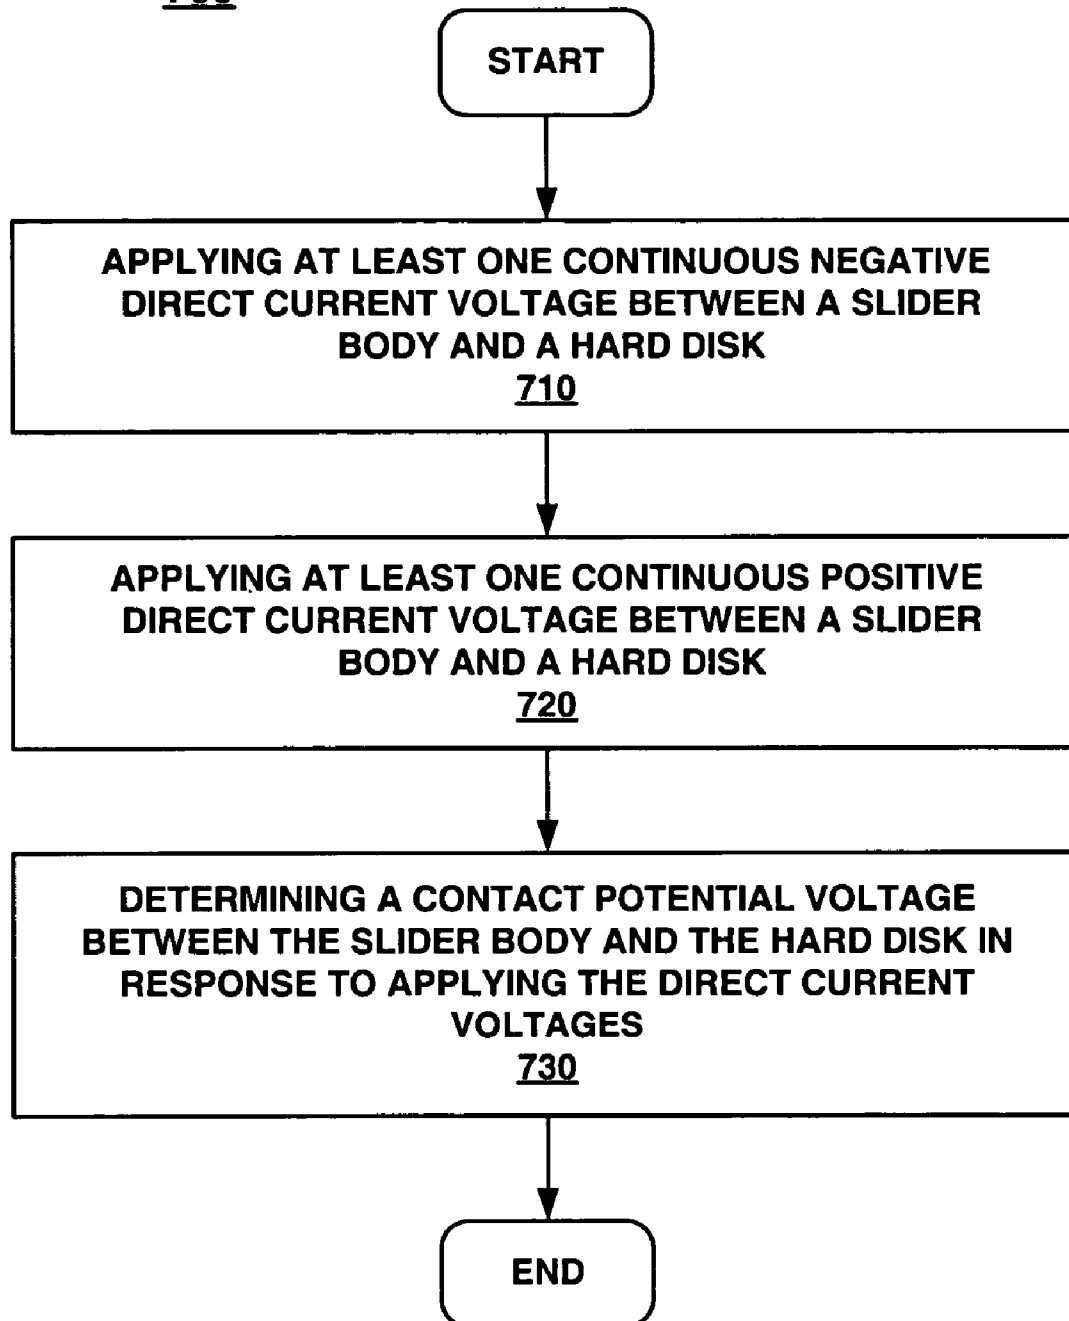 START
APPLYING AT LEAST ONE CONTINUOUS NEGATIVE
DIRECT CURRENT VOLTAGE BETWEEN A SLIDER
BODY AND A HARD DISK
710
APPLYING AT LEAST ONE CONTINUOUS POSITIVE
DIRECT CURRENT VOLTAGE BETWEEN A SLIDER
BODY AND A HARD DISK
720
DETERMINING A CONTACT POTENTIAL VOLTAGE
BETWEEN THE SLIDER BODY AND THE HARD DISK IN
RESPONSE TO APPLYING THE DIRECT CURRENT
VOLTAGES
730
END